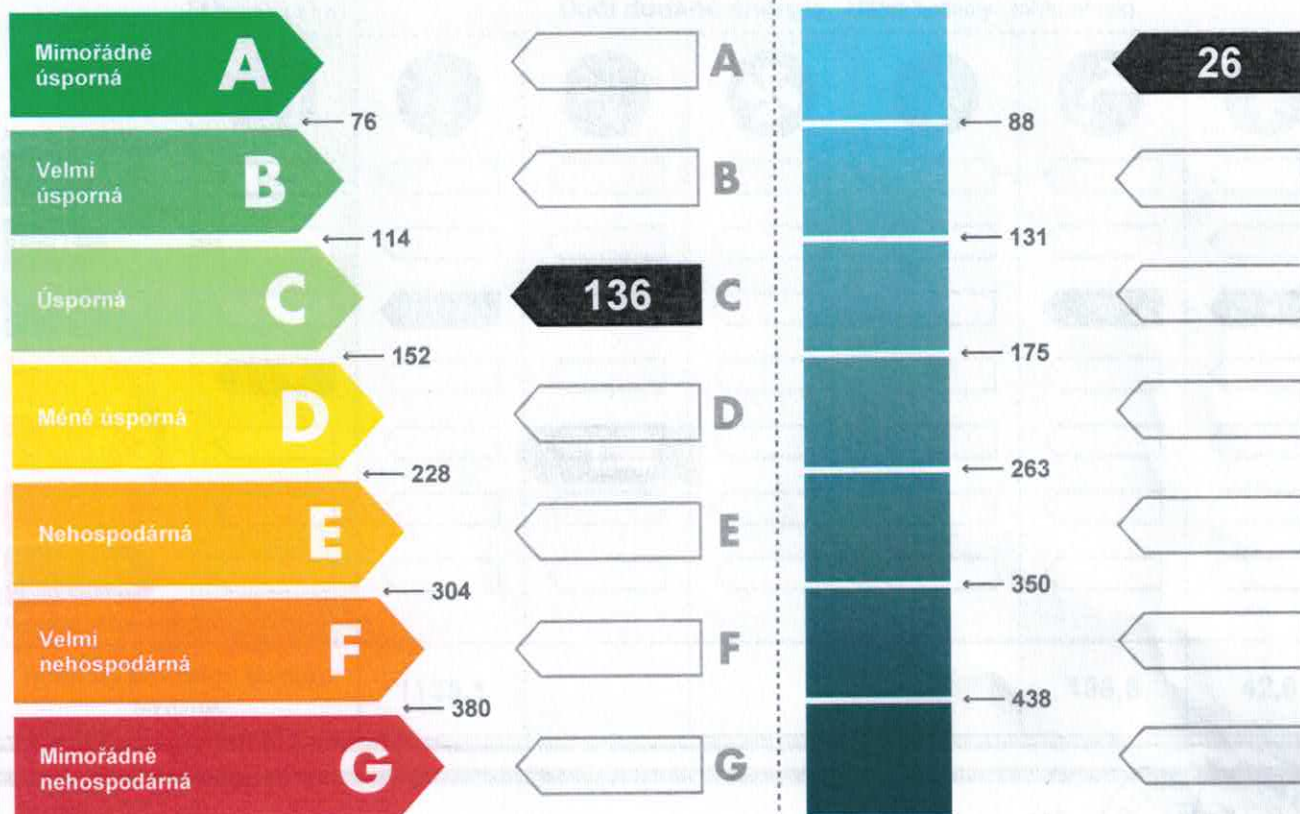 Mimořádně
úsporná
A
A
26
76
88
Velmi
úsporná
B
B
114
131
Úsporná
C
136
C
152
175
Méně úsporná
D
D
228
263
Nehospodárná
E
E
304
350
Velmi
nehospodárná
F
F
380
438
Mimořádně
nehospodárná
G
G